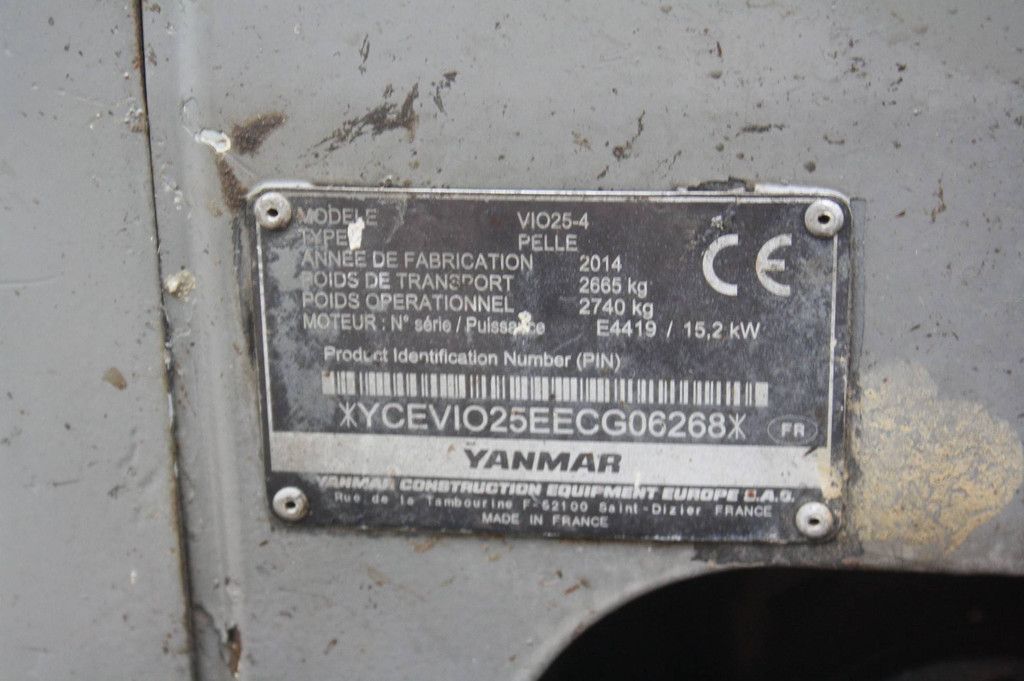 MODELE VIO25-4
TYPE PELLE
ANNÉE DE FABRICATION 2014
POIDS DE TRANSPORT 2665 kg
POIDS OPERATIONNEL 2740 kg
MOTEUR : N° série / Puissance E4419 / 15,2 kW
CE
Product Identification Number (PIN)
*YCEVIO25EECG06268*
FR
YANMAR
YANMAR CONSTRUCTION EQUIPMENT EUROPE S.A.S.
Rue de la Tambourine F-52100 Saint-Dizier FRANCE
MADE IN FRANCE